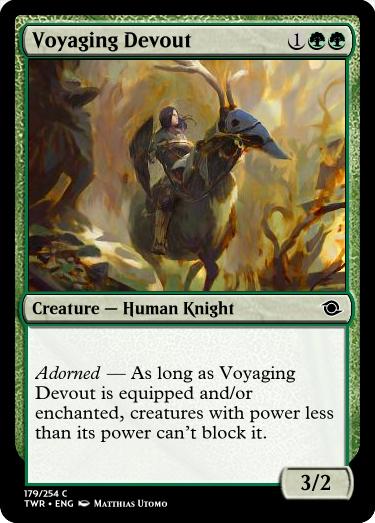 Voyaging Devout 1
Creature — Human Knight
Adorned — As long as Voyaging
Devout is equipped and/or
enchanted, creatures with power less
than its power can't block it.
3/2
179/254 C
TWR • ENG Matthias Utomo